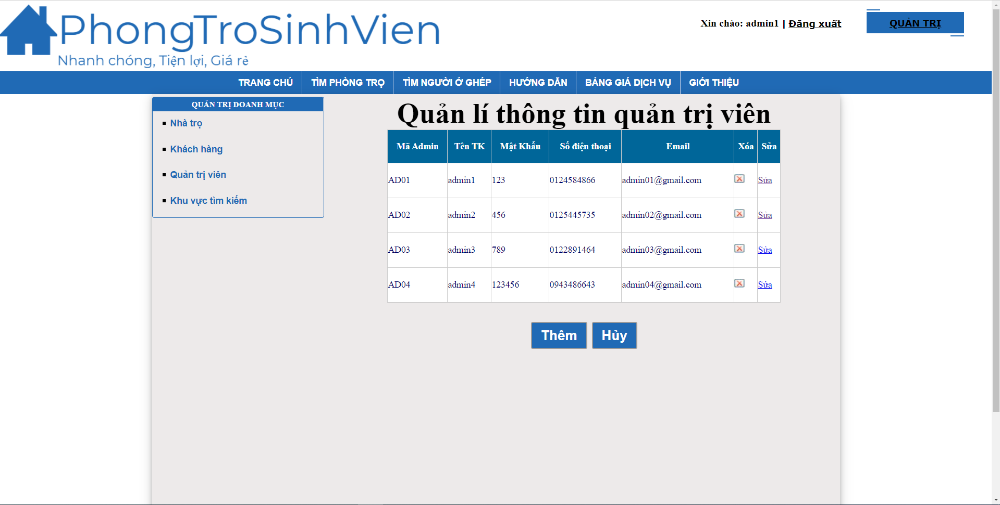 PhongTroSinhVien
Nhanh chóng, Tiện lợi, Giá rẻ
Xin chào: admin1 | Đăng xuất
QUẢN TRỊ
TRANG CHỦ TÌM PHÒNG TRỌ TÌM NGƯỜI Ở GHÉP HƯỚNG DẪN BẢNG GIÁ DỊCH VỤ GIỚI THIỆU
QUẢN TRỊ DOANH MỤC
Nhà trọ
Khách hàng
Quản trị viên
Khu vực tìm kiếm
Quản lí thông tin quản trị viên
Mã Admin Tên TK Mật Khẩu Số điện thoại Email Xóa Sửa
AD01 admin1 123 0124584866 admin01@gmail.com Sửa
AD02 admin2 456 0125445735 admin02@gmail.com Sửa
AD03 admin3 789 0122891464 admin03@gmail.com Sửa
AD04 admin4 123456 0943486643 admin04@gmail.com Sửa
Thêm Hủy